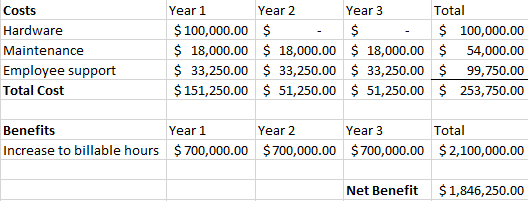 Costs Year 1 Year 2 Year 3 Total
Hardware $100,000.00 $ - $ - $ 100,000.00
Maintenance $ 18,000.00 $ 18,000.00 $ 18,000.00 $ 54,000.00
Employee support $ 33,250.00 $ 33,250.00 $ 33,250.00 $ 99,750.00
Total Cost $151,250.00 $ 51,250.00 $ 51,250.00 $ 253,750.00
Benefits Year 1 Year 2 Year 3 Total
Increase to billable hours $700,000.00 $700,000.00 $700,000.00 $2,100,000.00
Net Benefit $1,846,250.00